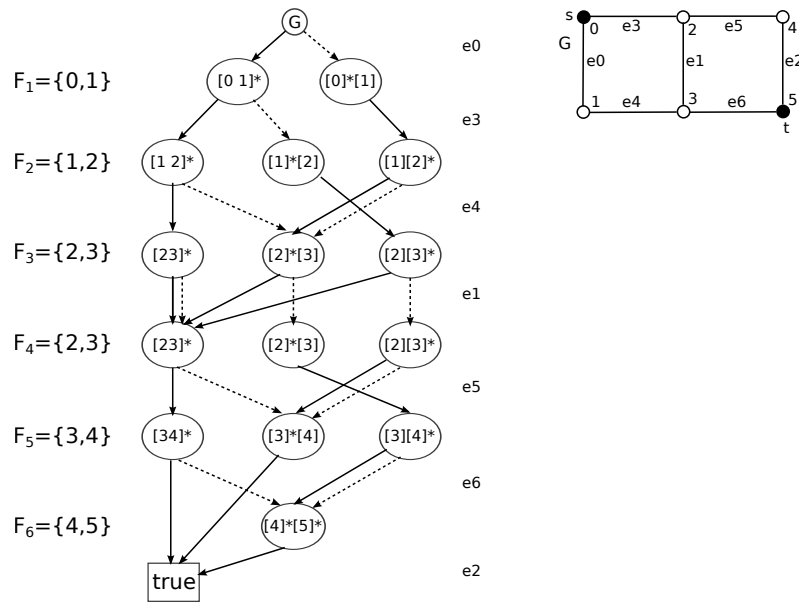 G
e0
F1={0,1}
[0 1]*
[0]*[1]
e3
F2={1,2}
[1 2]*
[1]*[2]
[1][2]*
e4
F3={2,3}
[23]*
[2]*[3]
[2][3]*
e1
F4={2,3}
[23]*
[2]*[3]
[2][3]*
e5
F5={3,4}
[34]*
[3]*[4]
[3][4]*
e6
F6={4,5}
[4]*[5]*
true
e2
s
0
e3
2
e5
4
G
e0
e1
e2
1
e4
3
e6
5
t